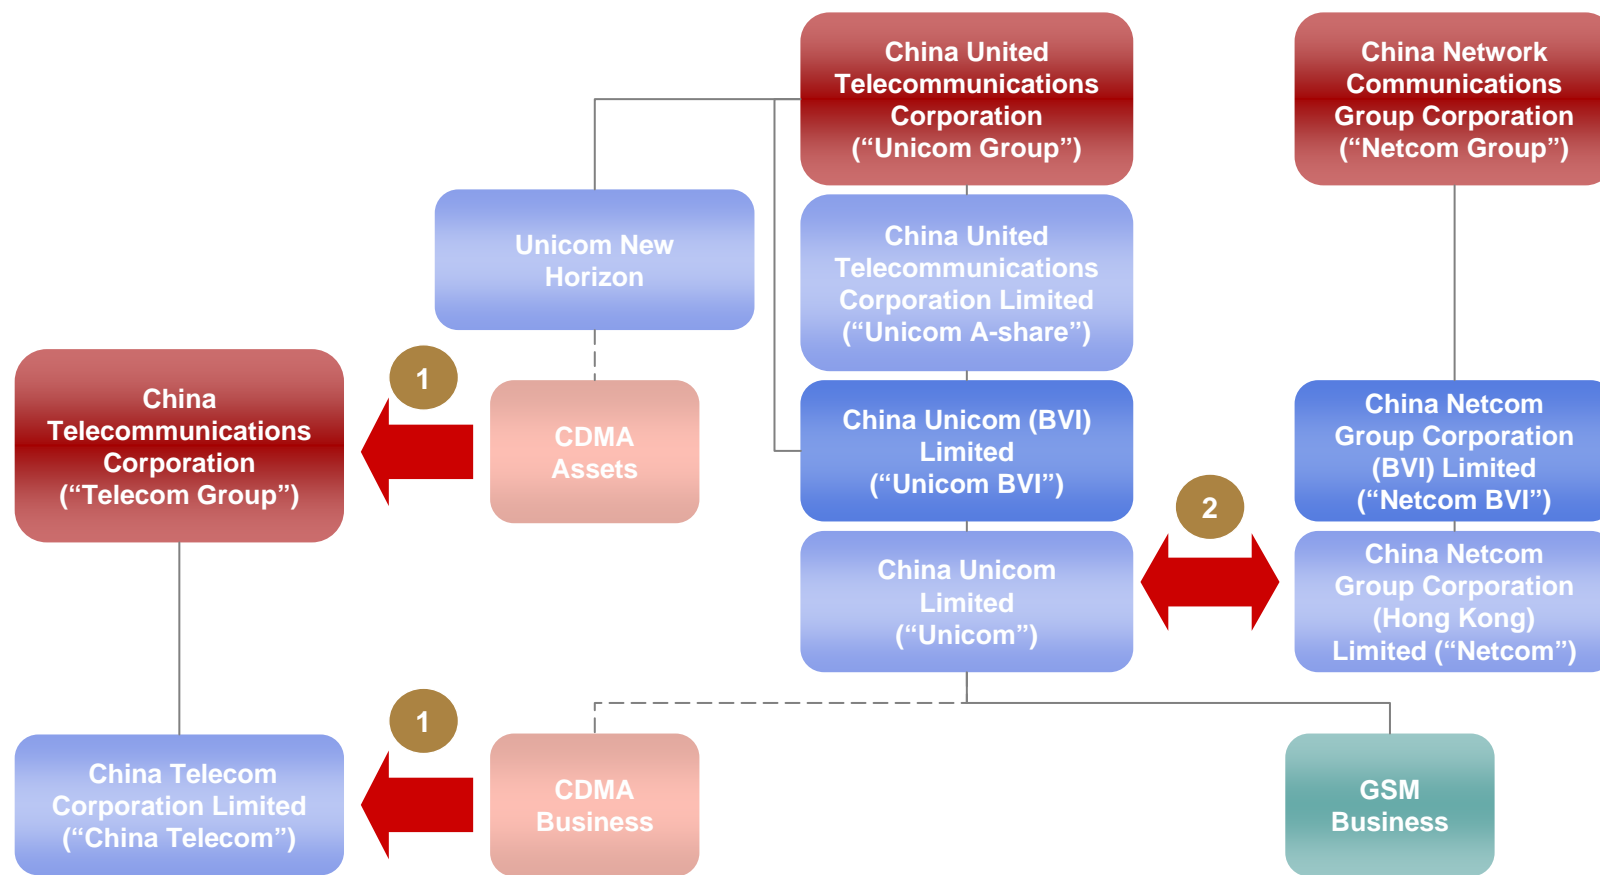 China United
Telecommunications
Corporation
(“Unicom Group”)
China Network
Communications
Group Corporation
(“Netcom Group”)
Unicom New
Horizon
China United
Telecommunications
Corporation Limited
(“Unicom A-share”)
1
China
Telecommunications
Corporation
(“Telecom Group”)
CDMA
Assets
China Unicom (BVI)
Limited
(“Unicom BVI”)
China Netcom
Group Corporation
(BVI) Limited
(“Netcom BVI”)
2
China Unicom
Limited
(“Unicom”)
China Netcom
Group Corporation
(Hong Kong)
Limited (“Netcom”)
1
China Telecom
Corporation Limited
(“China Telecom”)
CDMA
Business
GSM
Business